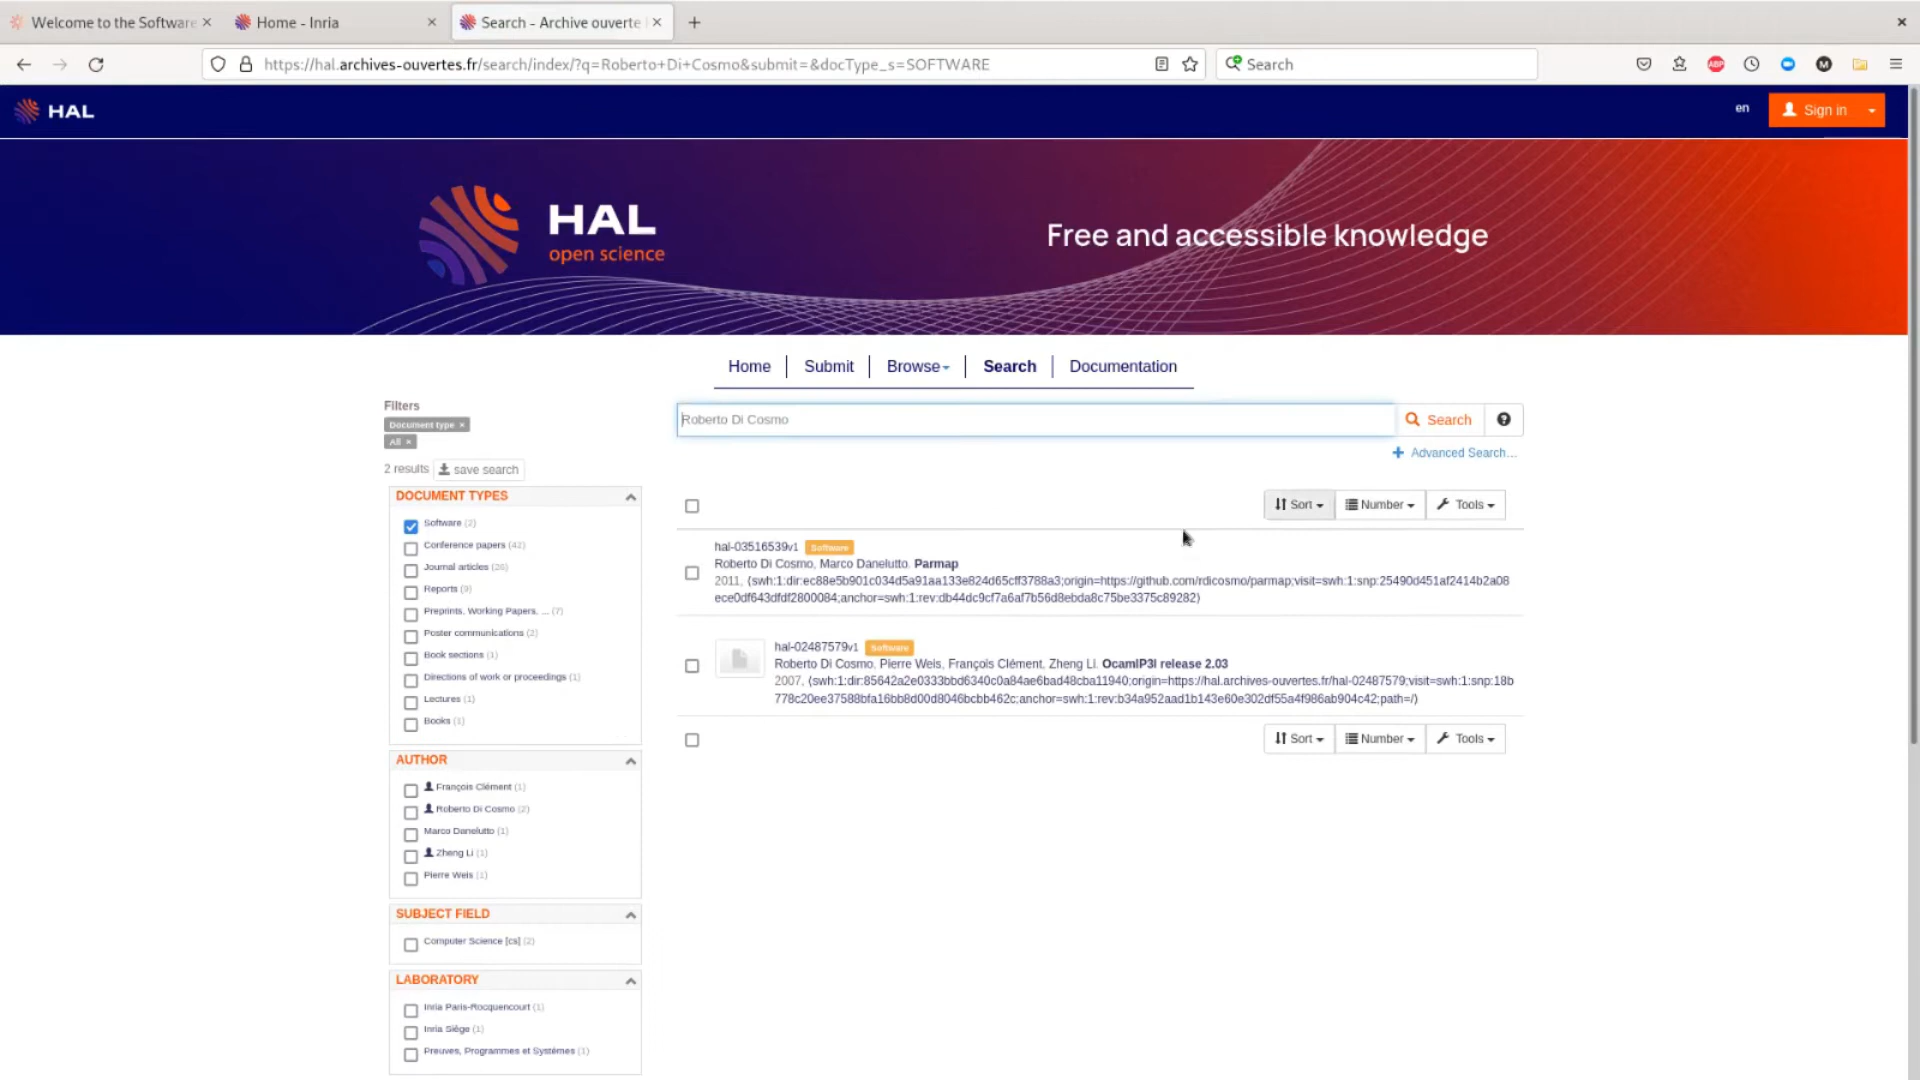 Welcome to the Software
Home - Inria
Search - Archive ouverte
https://hal.archives-ouvertes.fr/search/index/?q=Roberto+Di+Cosmo&submit=&docType_s=SOFTWARE
Search
ABP
M
HAL
en
Sign in
HAL
open science
Free and accessible knowledge
Home
Submit
Browse
Search
Documentation
Filters
Document type ×
All ×
2 results
save search
DOCUMENT TYPES
Software (2)
Conference papers (42)
Journal articles (26)
Reports (9)
Preprints, Working Papers, ... (7)
Poster communications (2)
Book sections (1)
Directions of work or proceedings (1)
Lectures (1)
Books (1)
AUTHOR
François Clément (1)
Roberto Di Cosmo (2)
Marco Danelutto (1)
Zheng Li (1)
Pierre Weis (1)
SUBJECT FIELD
Computer Science [cs] (2)
LABORATORY
Inria Paris-Rocquencourt (1)
Inria Siège (1)
Preuves, Programmes et Systèmes (1)
Roberto Di Cosmo
Search
?
Advanced Search...
Sort
Number
Tools
hal-03516539v1 Software
Roberto Di Cosmo, Marco Danelutto. Parmap
2011, ⟨swh:1:dir:ec88e5b901c034d5a91aa133e824d65cff3788a3;origin=https://github.com/rdicosmo/parmap;visit=swh:1:snp:25490d451af2414b2a08
ece0df643dfdf2800084;anchor=swh:1:rev:db44dc9cf7a6af7b56d8ebda8c75be3375c89282⟩
hal-02487579v1 Software
Roberto Di Cosmo, Pierre Weis, François Clément, Zheng Li. OcamlP3l release 2.03
2007, ⟨swh:1:dir:85642a2e0333bbd6340c0a84ae6bad48cba11940;origin=https://hal.archives-ouvertes.fr/hal-02487579;visit=swh:1:snp:18b
778c20ee37588bfa16bb8d00d8046bcbb462c;anchor=swh:1:rev:b34a952aad1b143e60e302df55a4f986ab904c42;path=/⟩
Sort
Number
Tools